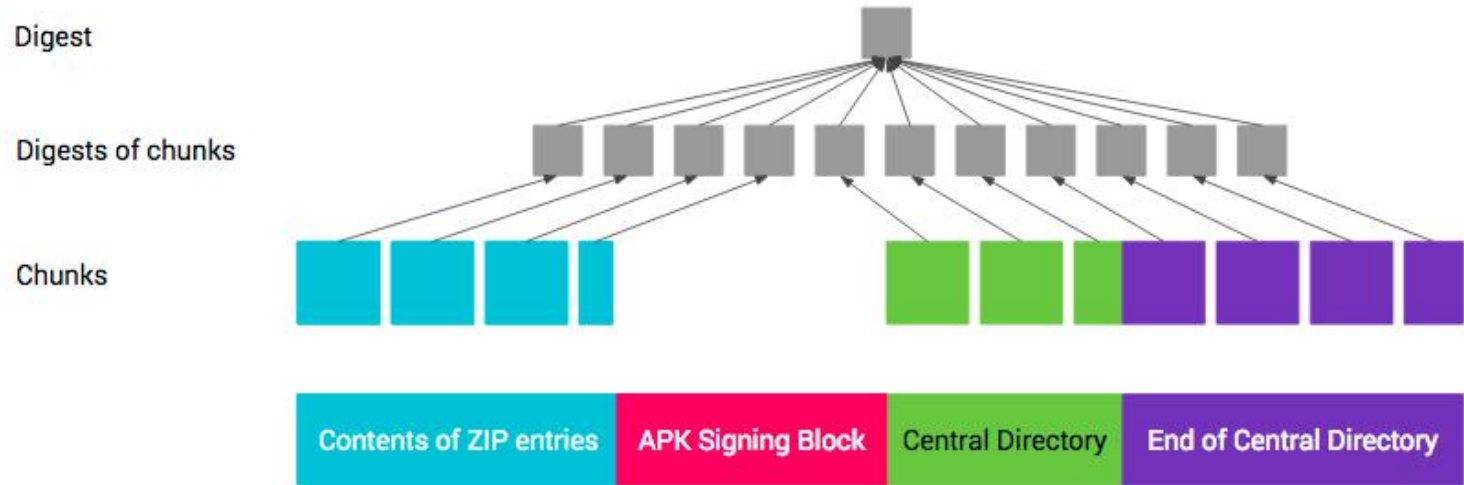 Digest
Digests of chunks
Chunks
Contents of ZIP entries
APK Signing Block
Central Directory
End of Central Directory